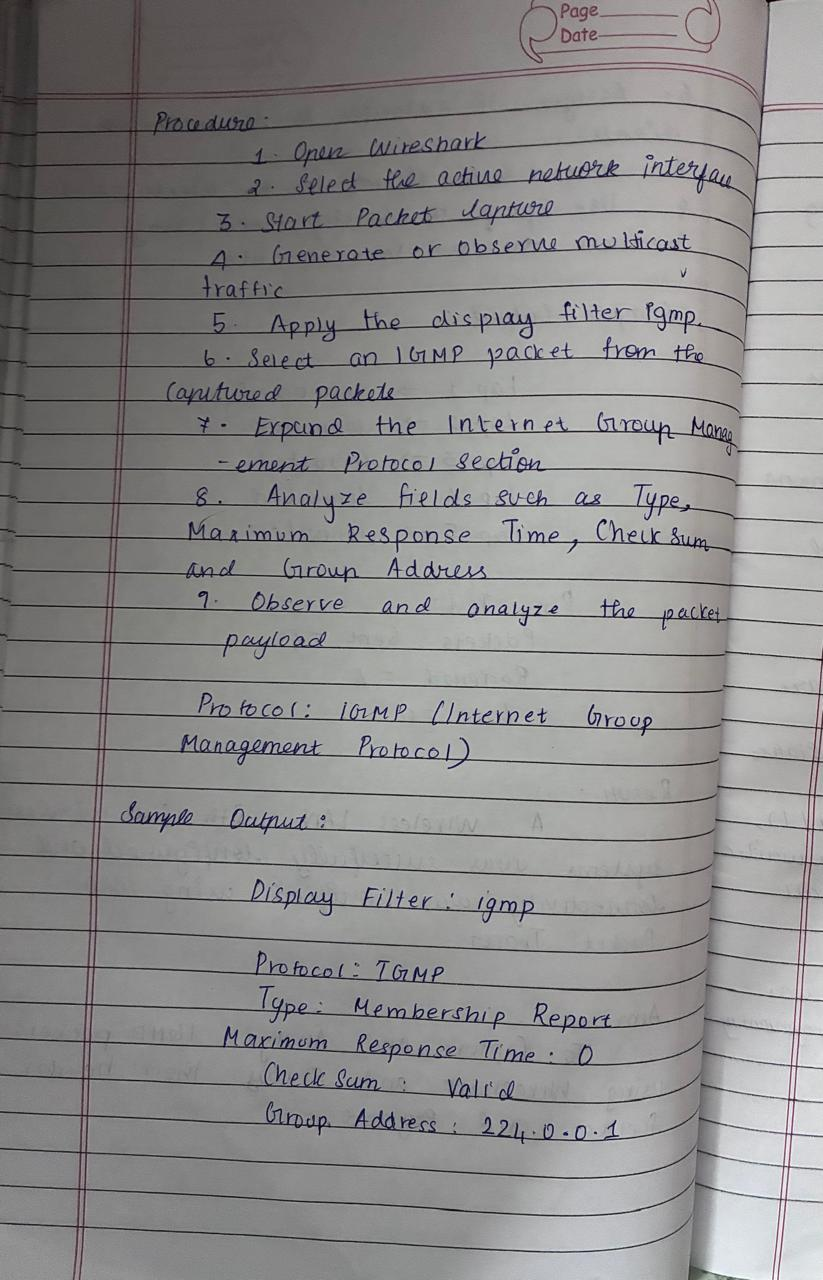 Page
Date
Procedure:
1. Open Wireshark
2. Select the active network interface
3. Start Packet Capture
4. Generate or observe multicast
traffic
5. Apply the display filter igmp.
6. Select an IGMP packet from the
Captured packets
7. Expand the Internet Group Manag
-ement Protocol section
8. Analyze fields such as Type,
Maximum Response Time, Check Sum
and Group Address
9. Observe and analyze the packet
payload
Protocol: IGMP (Internet Group
Management Protocol)
Sample Output:
Display Filter: igmp
Protocol: IGMP
Type: Membership Report
Maximum Response Time: 0
Check Sum: Valid
Group Address: 224.0.0.1